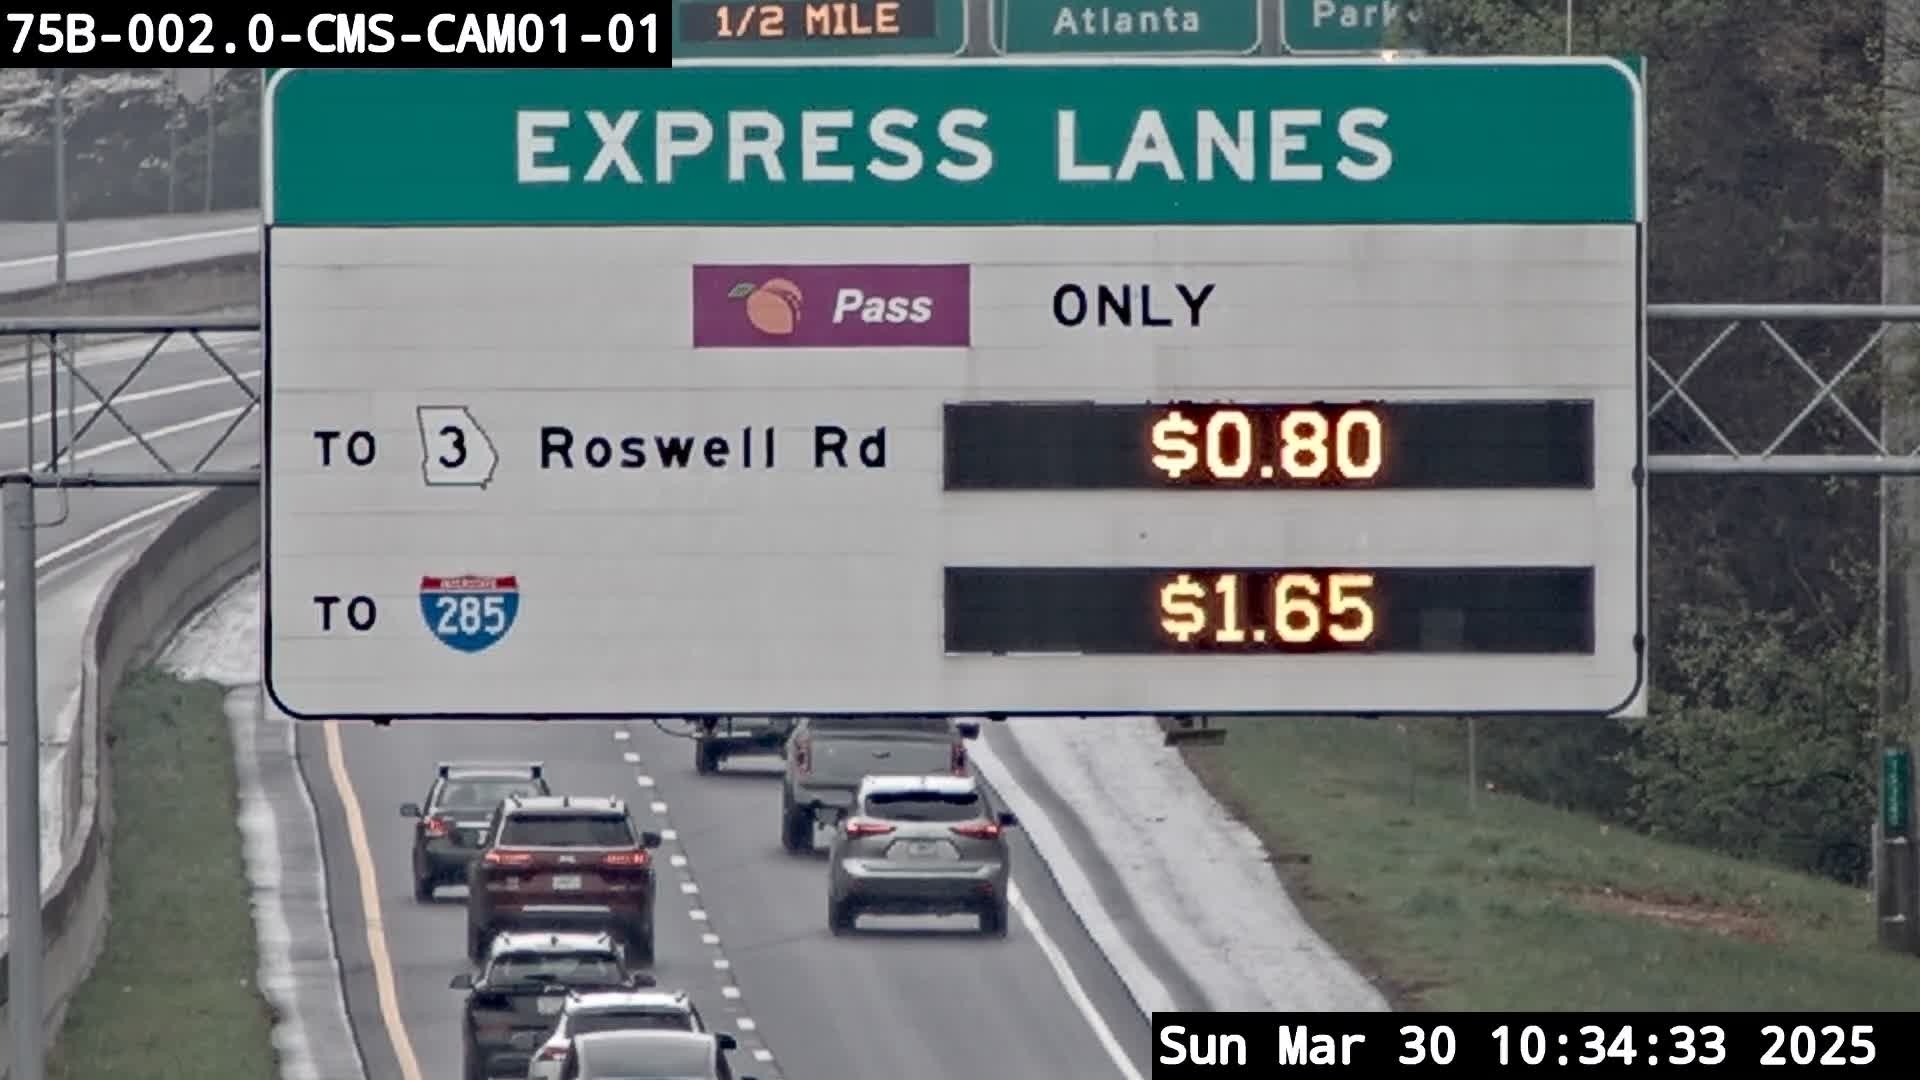 75B-002.0-CMS-CAM01-01
1/2 MILE
Atlanta
EXPRESS LANES
Pass ONLY
TO 3 Roswell Rd $0.80
TO INTERSTATE 285 $1.65
Sun Mar 30 10:34:33 2025